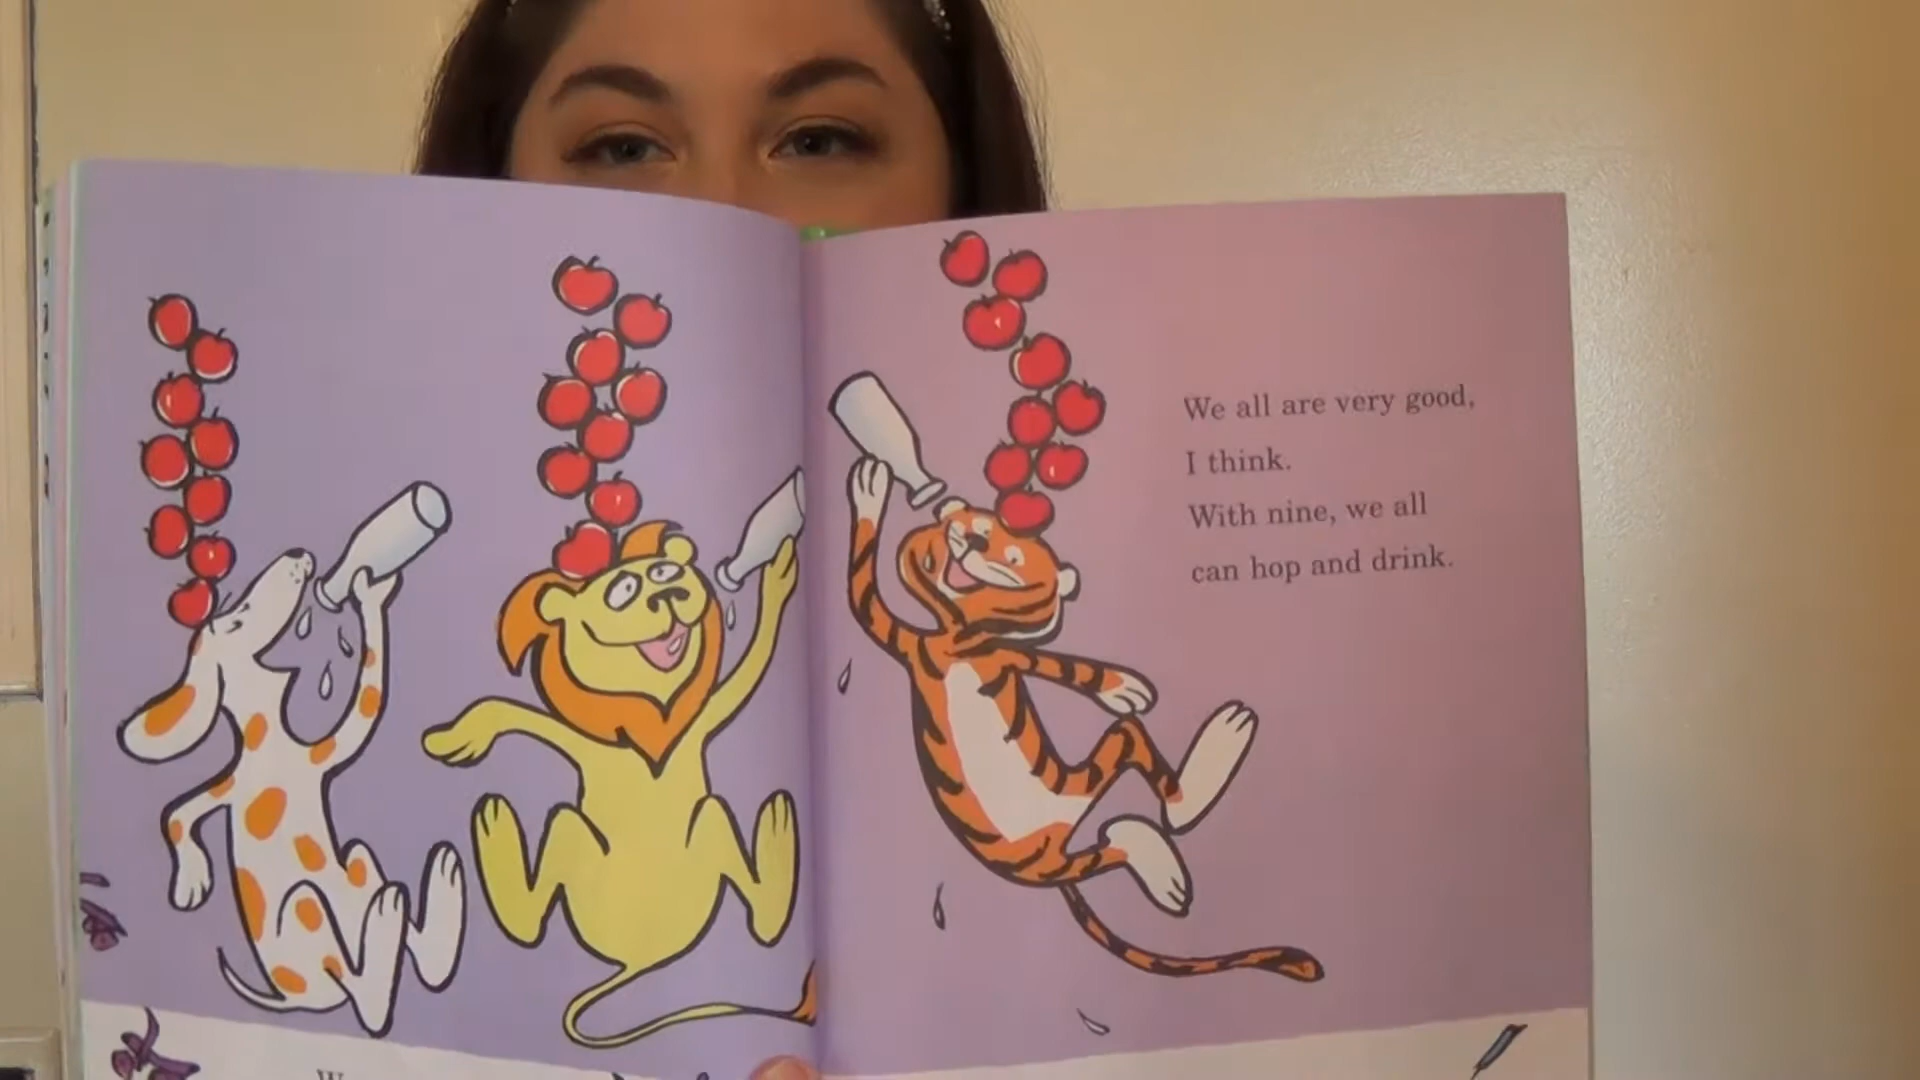 We all are very good,
I think.
With nine, we all
can hop and drink.